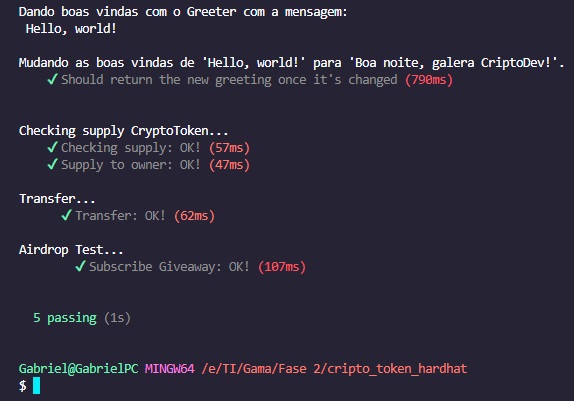 Dando boas vindas com o Greeter com a mensagem:
Hello, world!
Mudando as boas vindas de 'Hello, world!' para 'Boa noite, galera CriptoDev!'.
✓ Should return the new greeting once it's changed (790ms)
Checking supply CryptoToken...
✓ Checking supply: OK! (57ms)
✓ Supply to owner: OK! (47ms)
Transfer...
✓ Transfer: OK! (62ms)
Airdrop Test...
✓ Subscribe Giveaway: OK! (107ms)
5 passing (1s)
Gabriel@GabrielPC MINGW64 /e/TI/Gama/Fase 2/cripto_token_hardhat
$